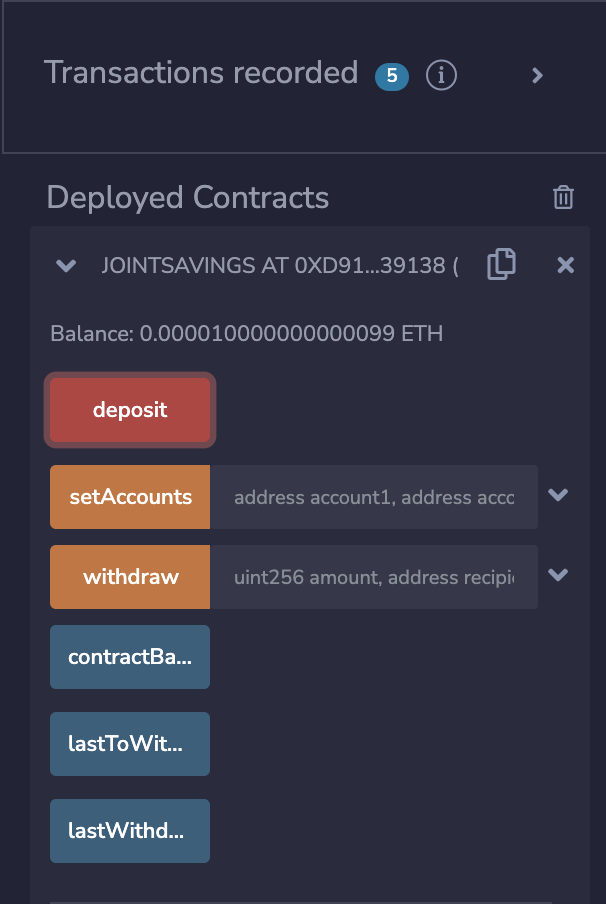 Transactions recorded 5 i
Deployed Contracts
JOINTSAVINGS AT 0XD91...39138 (
Balance: 0.000010000000000099 ETH
deposit
setAccounts address account1, address acco
withdraw uint256 amount, address recipi
contractBa...
lastToWit...
lastWithd...